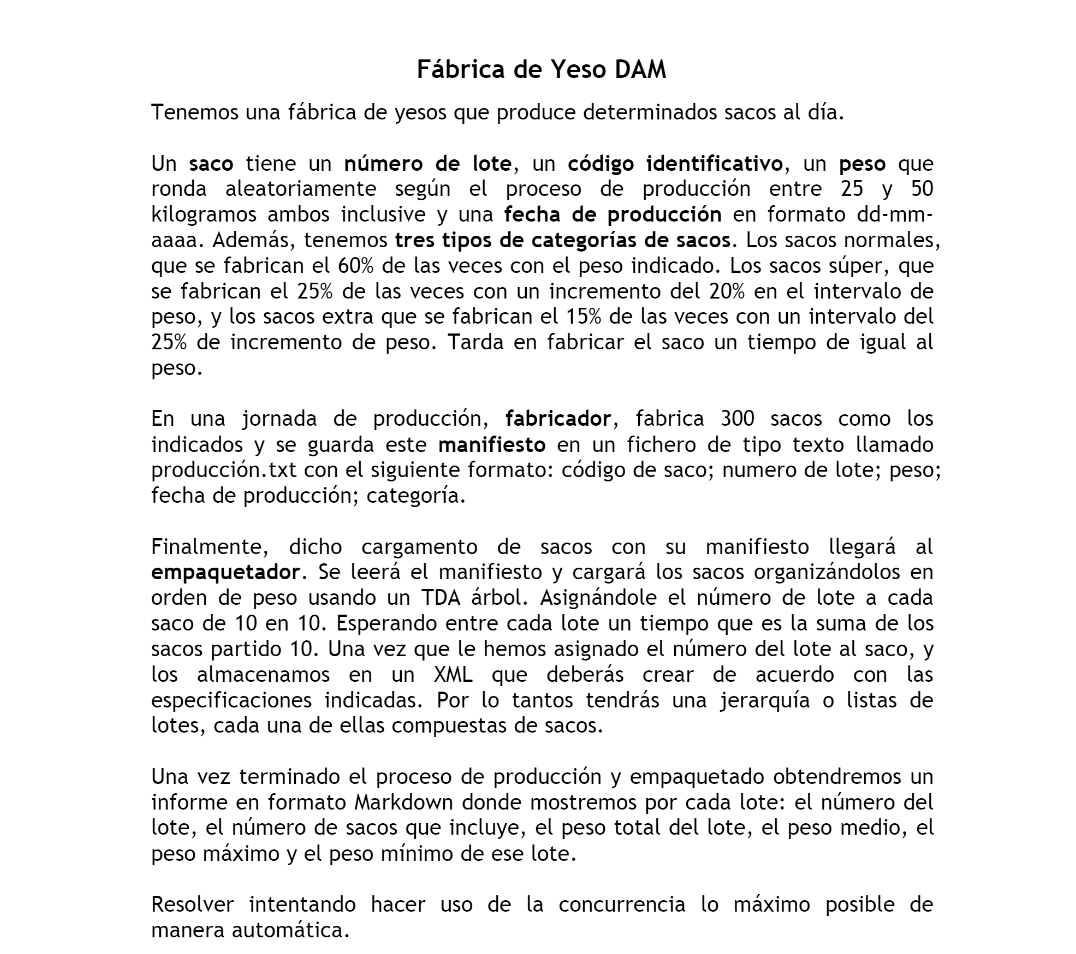 Fábrica de Yeso DAM
Tenemos una fábrica de yesos que produce determinados sacos al día.
Un saco tiene un número de lote, un código identificativo, un peso que
ronda aleatoriamente según el proceso de producción entre 25 y 50
kilogramos ambos inclusive y una fecha de producción en formato dd-mm-
aaaa. Además, tenemos tres tipos de categorías de sacos. Los sacos normales,
que se fabrican el 60% de las veces con el peso indicado. Los sacos súper, que
se fabrican el 25% de las veces con un incremento del 20% en el intervalo de
peso, y los sacos extra que se fabrican el 15% de las veces con un intervalo del
25% de incremento de peso. Tarda en fabricar el saco un tiempo de igual al
peso.
En una jornada de producción, fabricador, fabrica 300 sacos como los
indicados y se guarda este manifiesto en un fichero de tipo texto llamado
producción.txt con el siguiente formato: código de saco; numero de lote; peso;
fecha de producción; categoría.
Finalmente, dicho cargamento de sacos con su manifiesto llegará al
empaquetador. Se leerá el manifiesto y cargará los sacos organizándolos en
orden de peso usando un TDA árbol. Asignándole el número de lote a cada
saco de 10 en 10. Esperando entre cada lote un tiempo que es la suma de los
sacos partido 10. Una vez que le hemos asignado el número del lote al saco, y
los almacenamos en un XML que deberás crear de acuerdo con las
especificaciones indicadas. Por lo tantos tendrás una jerarquía o listas de
lotes, cada una de ellas compuestas de sacos.
Una vez terminado el proceso de producción y empaquetado obtendremos un
informe en formato Markdown donde mostremos por cada lote: el número del
lote, el número de sacos que incluye, el peso total del lote, el peso medio, el
peso máximo y el peso mínimo de ese lote.
Resolver intentando hacer uso de la concurrencia lo máximo posible de
manera automática.